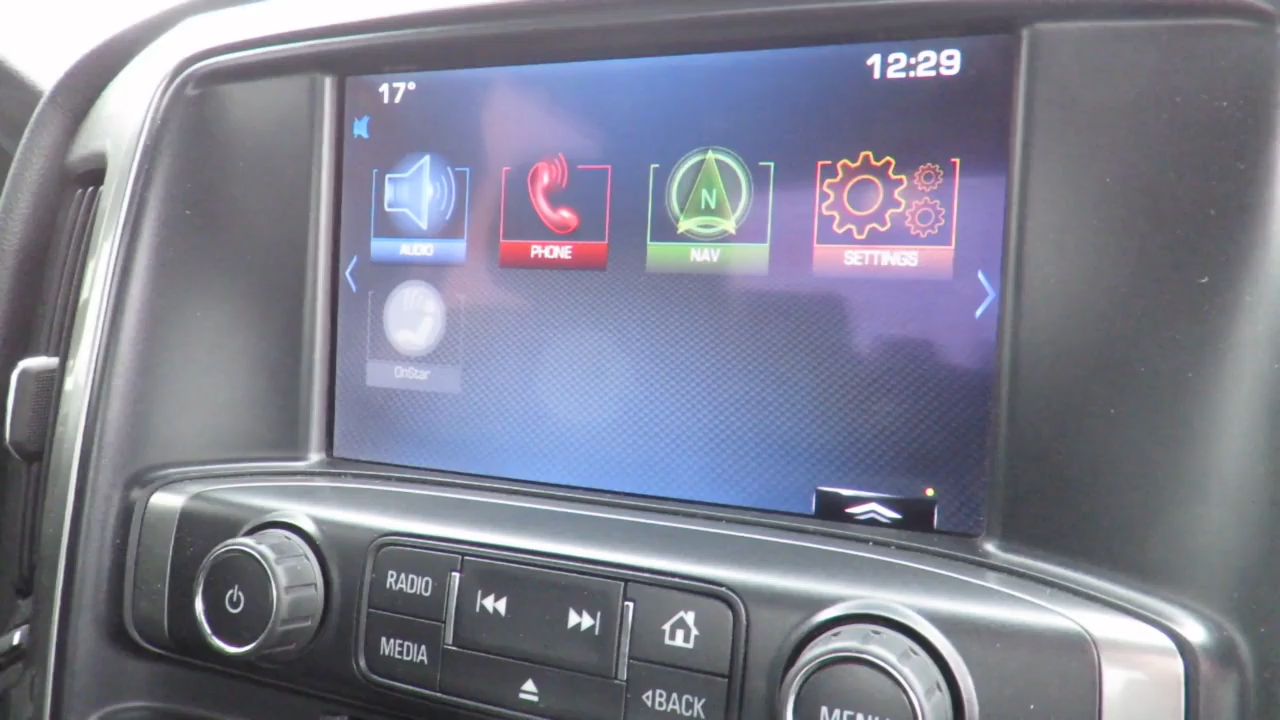 17°
12:29
AUDIO
PHONE
N
NAV
SETTINGS
OnStar
RADIO
MEDIA
BACK
MENU